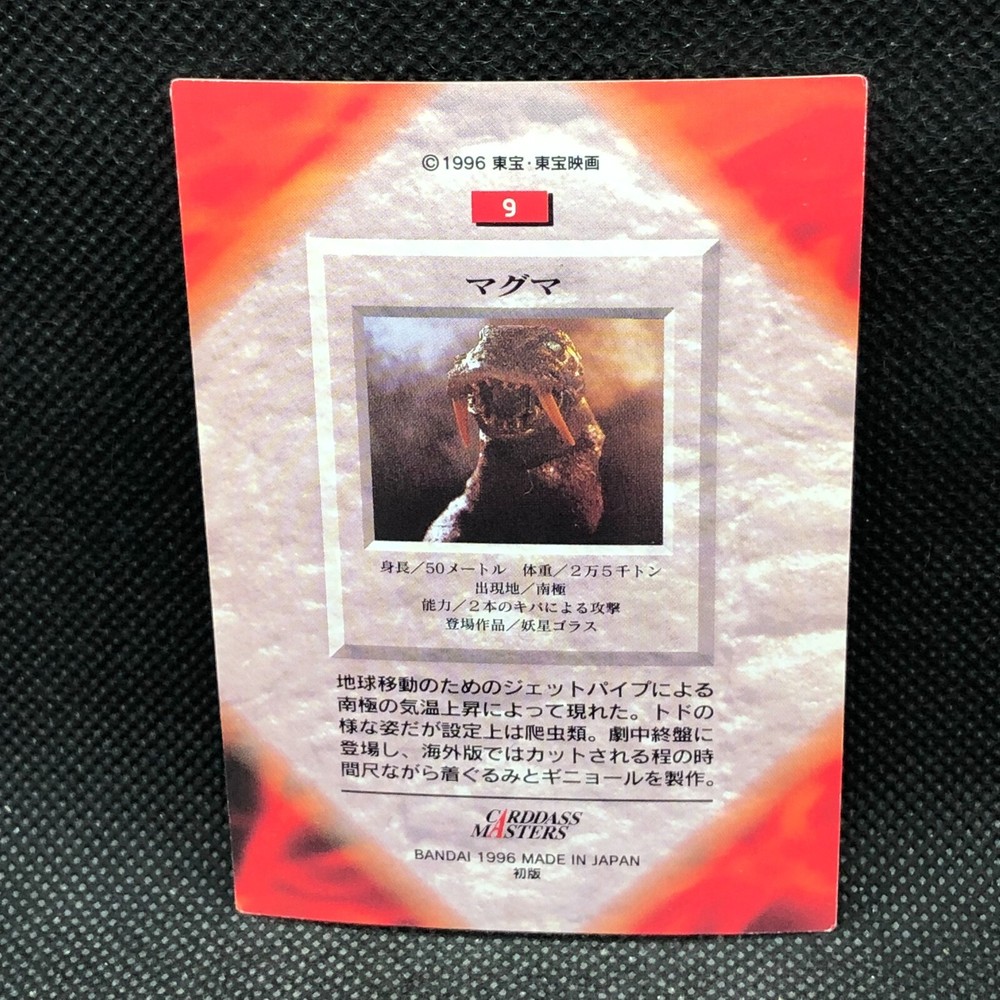 ©1996 東宝・東宝映画
9
マグマ
身長／50メートル　体重／2万5千トン
出現地／南極
能力／2本のキバによる攻撃
登場作品／妖星ゴラス
地球移動のためのジェットパイプによる
南極の気温上昇によって現れた。トドの
様な姿だが設定上は爬虫類。劇中終盤に
登場し、海外版ではカットされる程の時
間尺ながら着ぐるみとギニョールを製作。
CARDDASS
MASTERS
BANDAI 1996 MADE IN JAPAN
初版